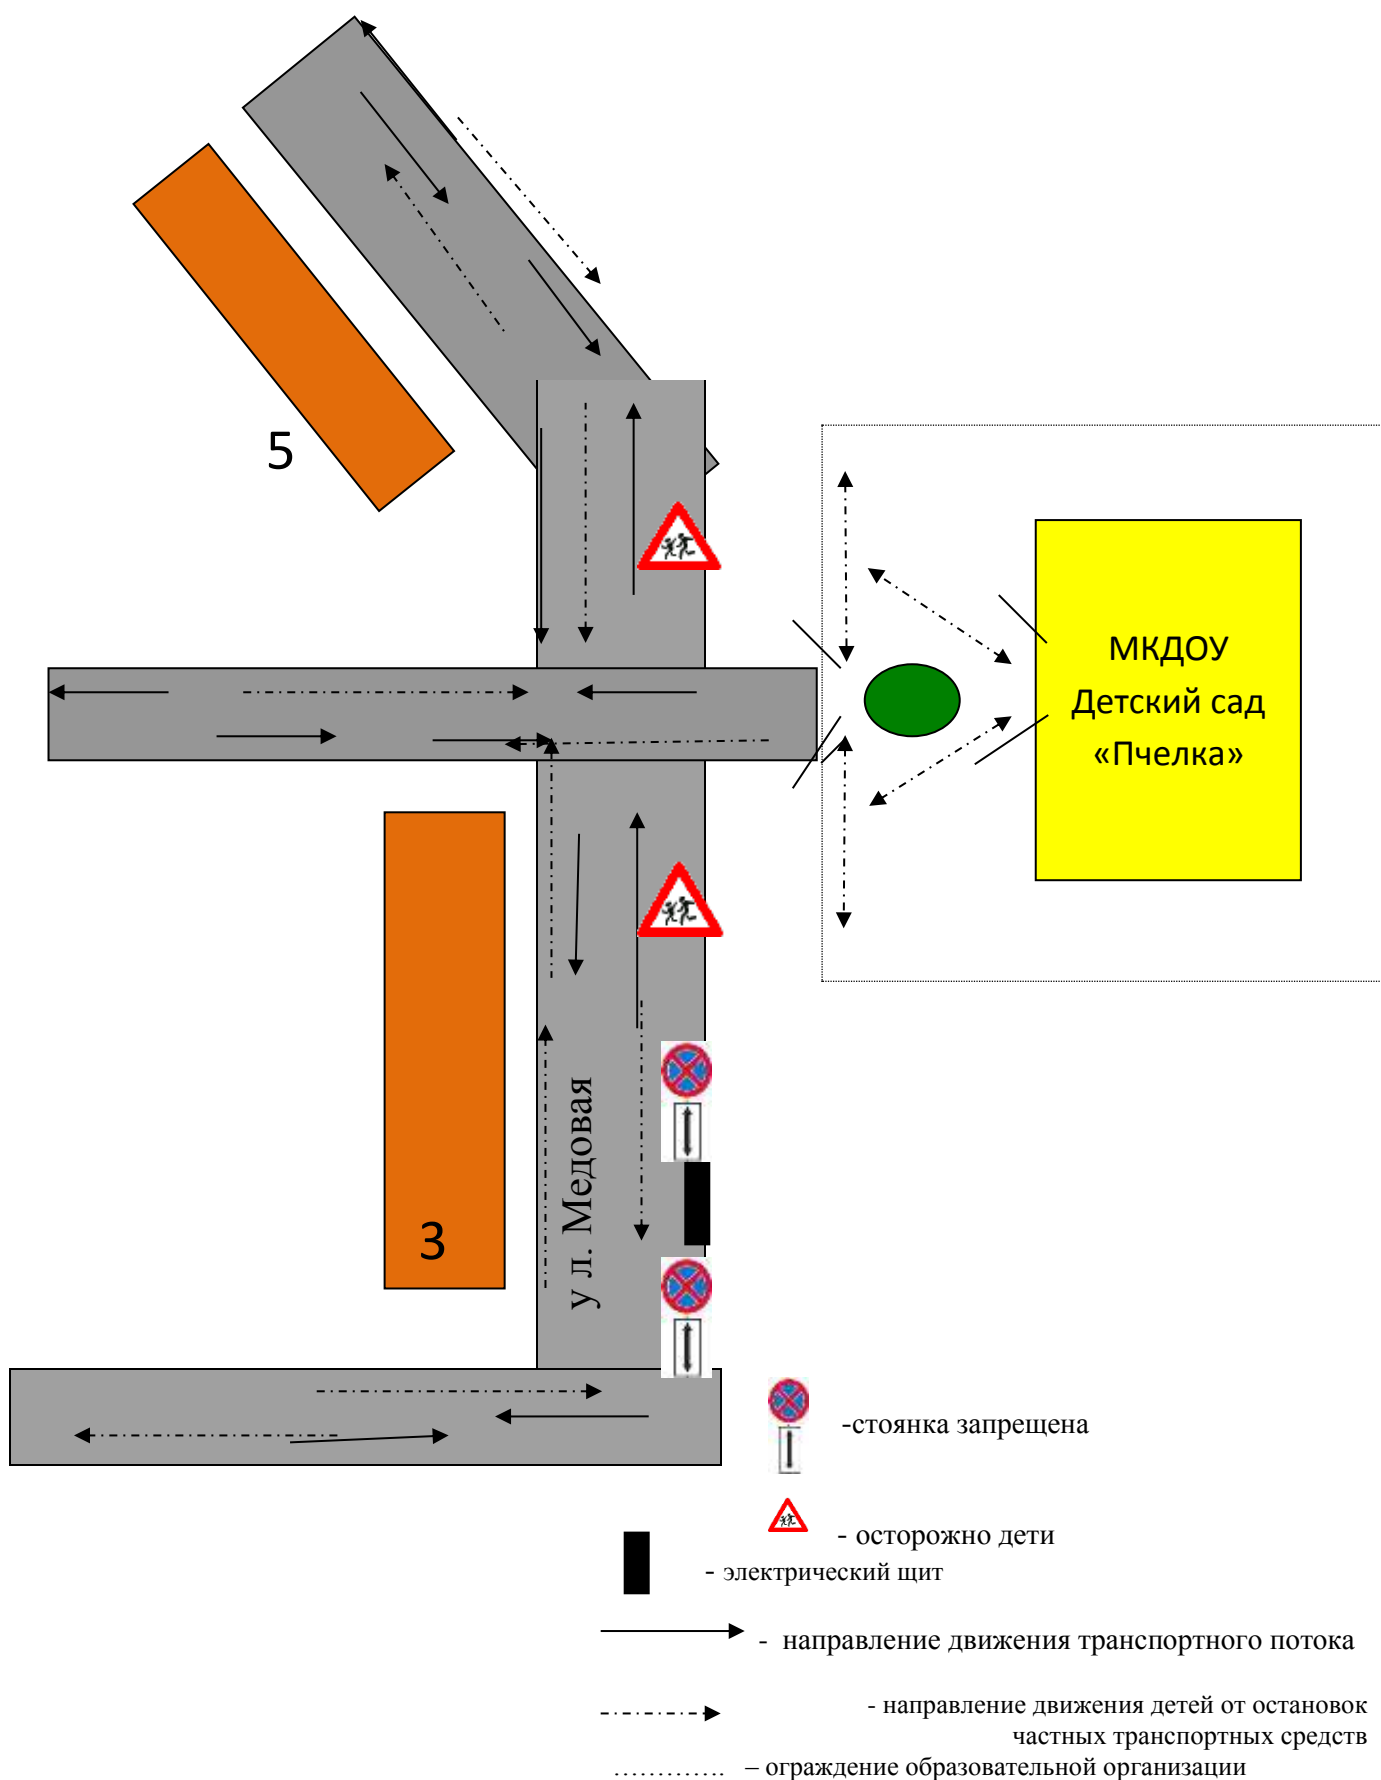 5
МКДОУ
Детский сад
«Пчелка»
3
у л. Медовая
-стоянка запрещена
- осторожно дети
- электрический щит
- направление движения транспортного потока
- направление движения детей от остановок
частных транспортных средств
............. – ограждение образовательной организации